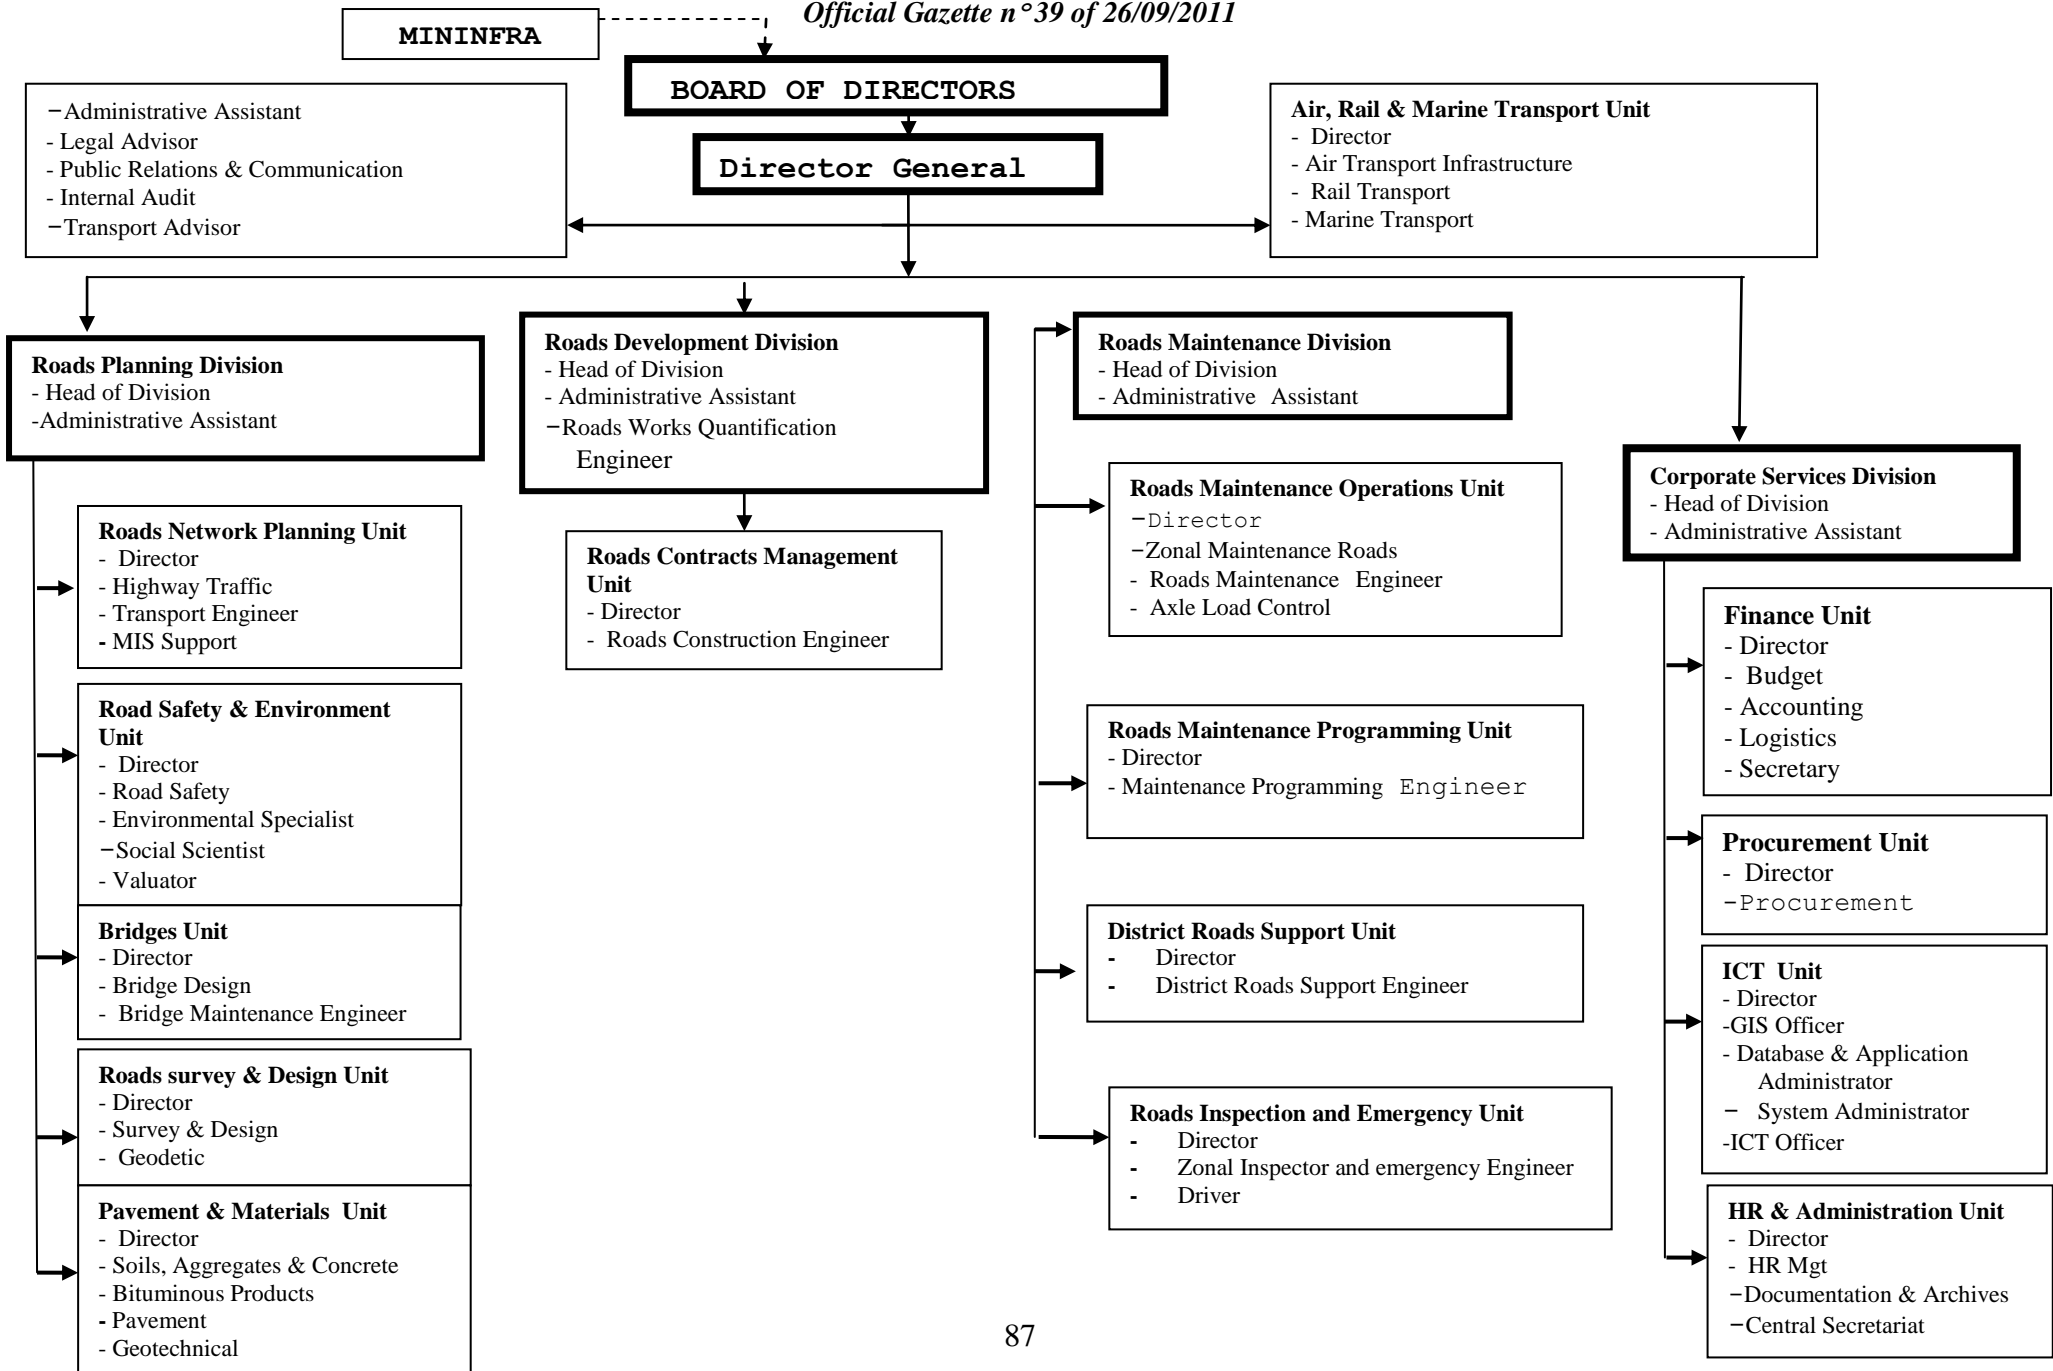 Official Gazette n° 39 of 26/09/2011
MININFRA
BOARD OF DIRECTORS
Director General
-Administrative Assistant
- Legal Advisor
- Public Relations & Communication
- Internal Audit
-Transport Advisor
Air, Rail & Marine Transport Unit
- Director
- Air Transport Infrastructure
- Rail Transport
- Marine Transport
Roads Planning Division
- Head of Division
-Administrative Assistant
Roads Network Planning Unit
- Director
- Highway Traffic
- Transport Engineer
- MIS Support
Road Safety & Environment
Unit
- Director
- Road Safety
- Environmental Specialist
-Social Scientist
- Valuator
Bridges Unit
- Director
- Bridge Design
- Bridge Maintenance Engineer
Roads survey & Design Unit
- Director
- Survey & Design
- Geodetic
Pavement & Materials Unit
- Director
- Soils, Aggregates & Concrete
- Bituminous Products
- Pavement
- Geotechnical
Roads Development Division
- Head of Division
- Administrative Assistant
-Roads Works Quantification
Engineer
Roads Contracts Management
Unit
- Director
- Roads Construction Engineer
Roads Maintenance Division
- Head of Division
- Administrative Assistant
Roads Maintenance Operations Unit
-Director
-Zonal Maintenance Roads
- Roads Maintenance Engineer
- Axle Load Control
Roads Maintenance Programming Unit
- Director
- Maintenance Programming Engineer
District Roads Support Unit
- Director
- District Roads Support Engineer
Roads Inspection and Emergency Unit
- Director
- Zonal Inspector and emergency Engineer
- Driver
Corporate Services Division
- Head of Division
- Administrative Assistant
Finance Unit
- Director
- Budget
- Accounting
- Logistics
- Secretary
Procurement Unit
- Director
-Procurement
ICT Unit
- Director
-GIS Officer
- Database & Application
Administrator
- System Administrator
-ICT Officer
HR & Administration Unit
- Director
- HR Mgt
-Documentation & Archives
-Central Secretariat
87